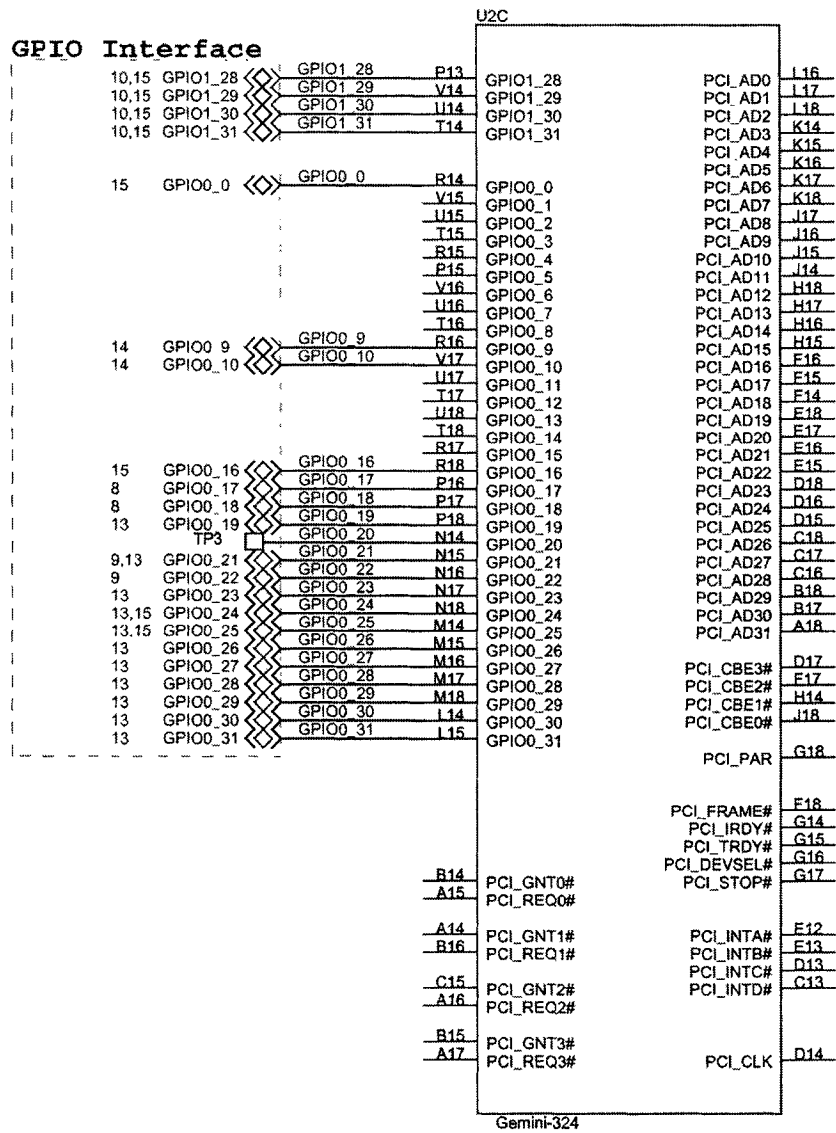 U2C
GPIO Interface
10,15 GPIO1_28 GPIO1_28 P13 GPIO1_28 PCI_AD0 L16
10,15 GPIO1_29 GPIO1_29 V14 GPIO1_29 PCI_AD1 L17
10,15 GPIO1_30 GPIO1_30 U14 GPIO1_30 PCI_AD2 L18
10,15 GPIO1_31 GPIO1_31 T14 GPIO1_31 PCI_AD3 K14
PCI_AD4 K15
PCI_AD5 K16
15 GPIO0_0 GPIO0_0 R14 GPIO0_0 PCI_AD6 K17
V15 GPIO0_1 PCI_AD7 K18
U15 GPIO0_2 PCI_AD8 J17
T15 GPIO0_3 PCI_AD9 J16
R15 GPIO0_4 PCI_AD10 J15
P15 GPIO0_5 PCI_AD11 J14
V16 GPIO0_6 PCI_AD12 H18
U16 GPIO0_7 PCI_AD13 H17
T16 GPIO0_8 PCI_AD14 H16
14 GPIO0_9 GPIO0_9 R16 GPIO0_9 PCI_AD15 H15
14 GPIO0_10 GPIO0_10 V17 GPIO0_10 PCI_AD16 F16
U17 GPIO0_11 PCI_AD17 F15
T17 GPIO0_12 PCI_AD18 F14
U18 GPIO0_13 PCI_AD19 E18
T18 GPIO0_14 PCI_AD20 E17
R17 GPIO0_15 PCI_AD21 E16
15 GPIO0_16 GPIO0_16 R18 GPIO0_16 PCI_AD22 E15
8 GPIO0_17 GPIO0_17 P16 GPIO0_17 PCI_AD23 D18
8 GPIO0_18 GPIO0_18 P17 GPIO0_18 PCI_AD24 D16
13 GPIO0_19 GPIO0_19 P18 GPIO0_19 PCI_AD25 D15
TP3 GPIO0_20 N14 GPIO0_20 PCI_AD26 C18
9,13 GPIO0_21 GPIO0_21 N15 GPIO0_21 PCI_AD27 C17
9 GPIO0_22 GPIO0_22 N16 GPIO0_22 PCI_AD28 C16
13 GPIO0_23 GPIO0_23 N17 GPIO0_23 PCI_AD29 B18
13,15 GPIO0_24 GPIO0_24 N18 GPIO0_24 PCI_AD30 B17
13,15 GPIO0_25 GPIO0_25 M14 GPIO0_25 PCI_AD31 A18
13 GPIO0_26 GPIO0_26 M15 GPIO0_26
13 GPIO0_27 GPIO0_27 M16 GPIO0_27 PCI_CBE3# D17
13 GPIO0_28 GPIO0_28 M17 GPIO0_28 PCI_CBE2# F17
13 GPIO0_29 GPIO0_29 M18 GPIO0_29 PCI_CBE1# H14
13 GPIO0_30 GPIO0_30 L14 GPIO0_30 PCI_CBE0# J18
13 GPIO0_31 GPIO0_31 L15 GPIO0_31
PCI_PAR G18
PCI_FRAME# F18
PCI_IRDY# G14
PCI_TRDY# G15
PCI_DEVSEL# G16
B14 PCI_GNT0# PCI_STOP# G17
A15 PCI_REQ0#
A14 PCI_GNT1# PCI_INTA# E12
B16 PCI_REQ1# PCI_INTB# E13
PCI_INTC# D13
C15 PCI_GNT2# PCI_INTD# C13
A16 PCI_REQ2#
B15 PCI_GNT3#
A17 PCI_REQ3# PCI_CLK D14
Gemini-324